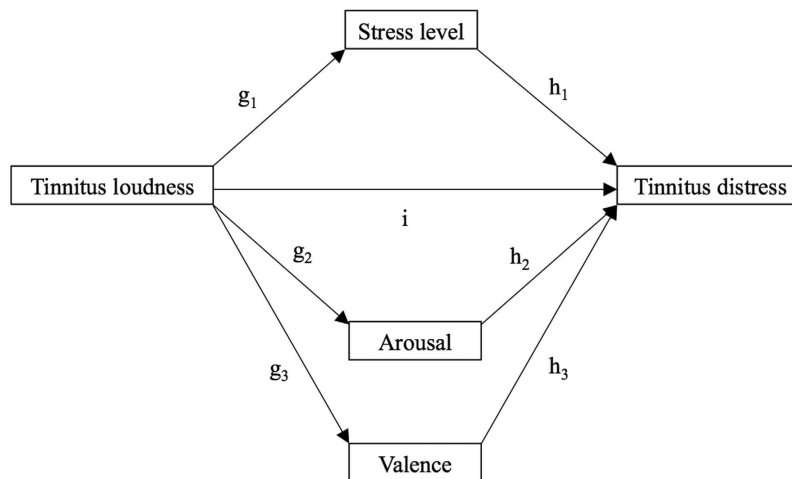 Stress level
g₁
h₁
Tinnitus loudness
Tinnitus distress
i
g₂
h₂
Arousal
g₃
h₃
Valence